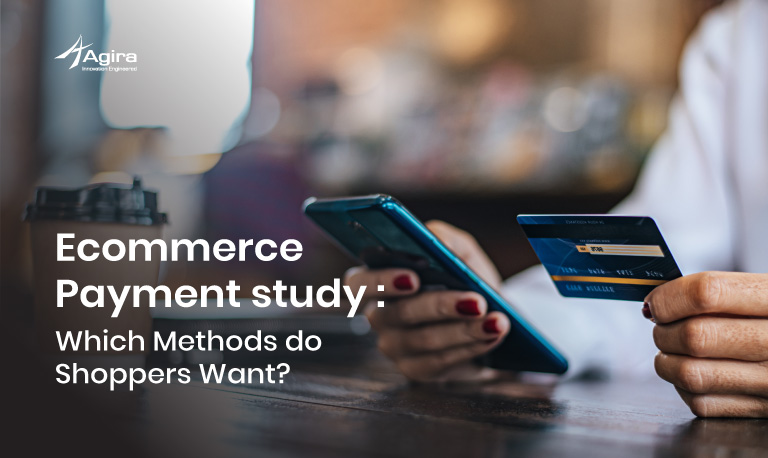 Agira
Innovation Engineered
Ecommerce
Payment study :
Which Methods do
Shoppers Want?